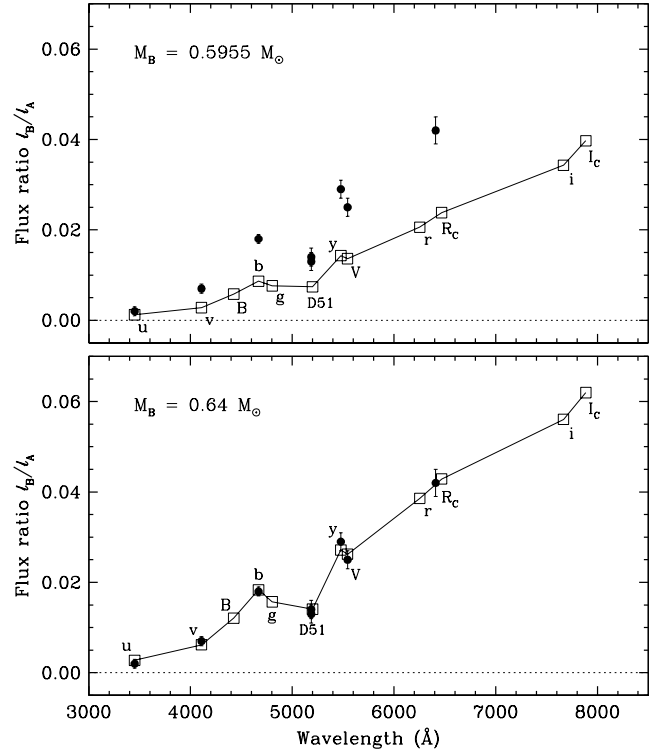 M_B = 0.5955 M_⊙
Flux ratio ℓ_B/ℓ_A
0.06
0.04
0.02
0.00
u
v
B
b
g
D51
y
V
r
R_C
i
I_C
M_B = 0.64 M_⊙
Flux ratio ℓ_B/ℓ_A
0.06
0.04
0.02
0.00
u
v
B
b
g
D51
y
V
r
R_C
i
I_C
3000 4000 5000 6000 7000 8000
Wavelength (Å)